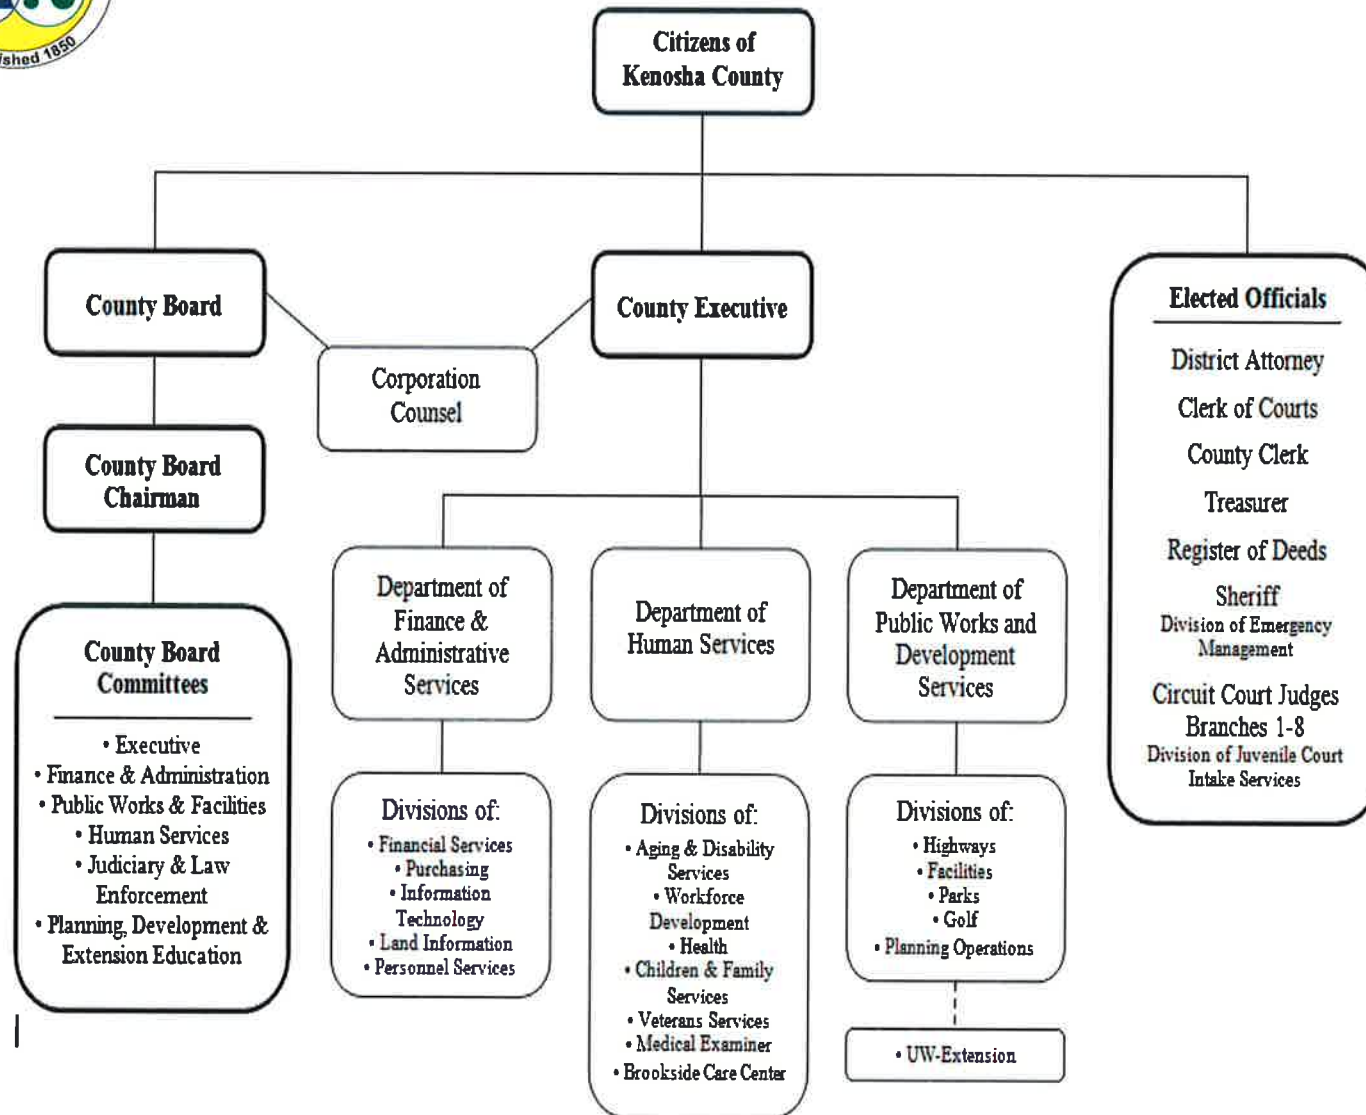 ished 1850
Citizens of
Kenosha County
County Board
County Executive
Corporation
Counsel
County Board
Chairman
County Board
Committees
• Executive
• Finance & Administration
• Public Works & Facilities
• Human Services
• Judiciary & Law
Enforcement
• Planning, Development &
Extension Education
Department of
Finance &
Administrative
Services
Divisions of:
• Financial Services
• Purchasing
• Information
Technology
• Land Information
• Personnel Services
Department of
Human Services
Divisions of:
• Aging & Disability
Services
• Workforce
Development
• Health
• Children & Family
Services
• Veterans Services
• Medical Examiner
• Brookside Care Center
Department of
Public Works and
Development
Services
Divisions of:
• Highways
• Facilities
• Parks
• Golf
• Planning Operations
• UW-Extension
Elected Officials
District Attorney
Clerk of Courts
County Clerk
Treasurer
Register of Deeds
Sheriff
Division of Emergency
Management
Circuit Court Judges
Branches 1-8
Division of Juvenile Court
Intake Services